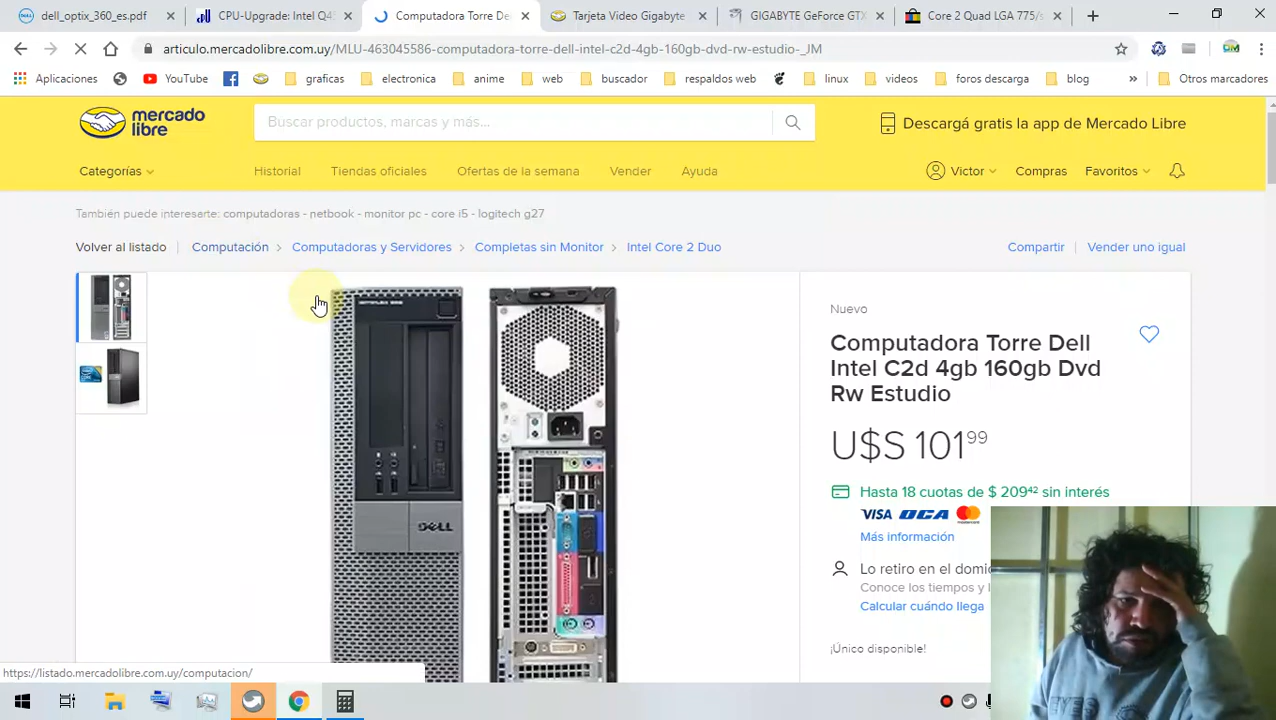 dell_optix_360_es.pdf
CPU-Upgrade: Intel Q45
Computadora Torre De
Tarjeta Video Gigabyte
GIGABYTE GeForce GTX
Core 2 Quad LGA 775/s
articulo.mercadolibre.com.uy/MLU-463045586-computadora-torre-dell-intel-c2d-4gb-160gb-dvd-rw-estudio-_JM
Aplicaciones
YouTube
graficas
electronica
anime
web
buscador
respaldos web
linux
videos
foros descarga
blog
»
Otros marcadores
mercado
libre
Buscar productos, marcas y más...
Descargá gratis la app de Mercado Libre
Categorías
Historial
Tiendas oficiales
Ofertas de la semana
Vender
Ayuda
Victor
Compras
Favoritos
También puede interesarte: computadoras - netbook - monitor pc - core i5 - logitech g27
Volver al listado
Computación
Computadoras y Servidores
Completas sin Monitor
Intel Core 2 Duo
Compartir
Vender uno igual
Nuevo
Computadora Torre Dell
Intel C2d 4gb 160gb Dvd
Rw Estudio
U$S 101⁹⁹
Hasta 18 cuotas de $ 209⁴² sin interés
VISA OCA
Más información
Lo retiro en el domic
Conoce los tiempos y l
Calcular cuándo llega
¡Único disponible!
DELL
https://listado.mercadolibre.com.uy/computacion/